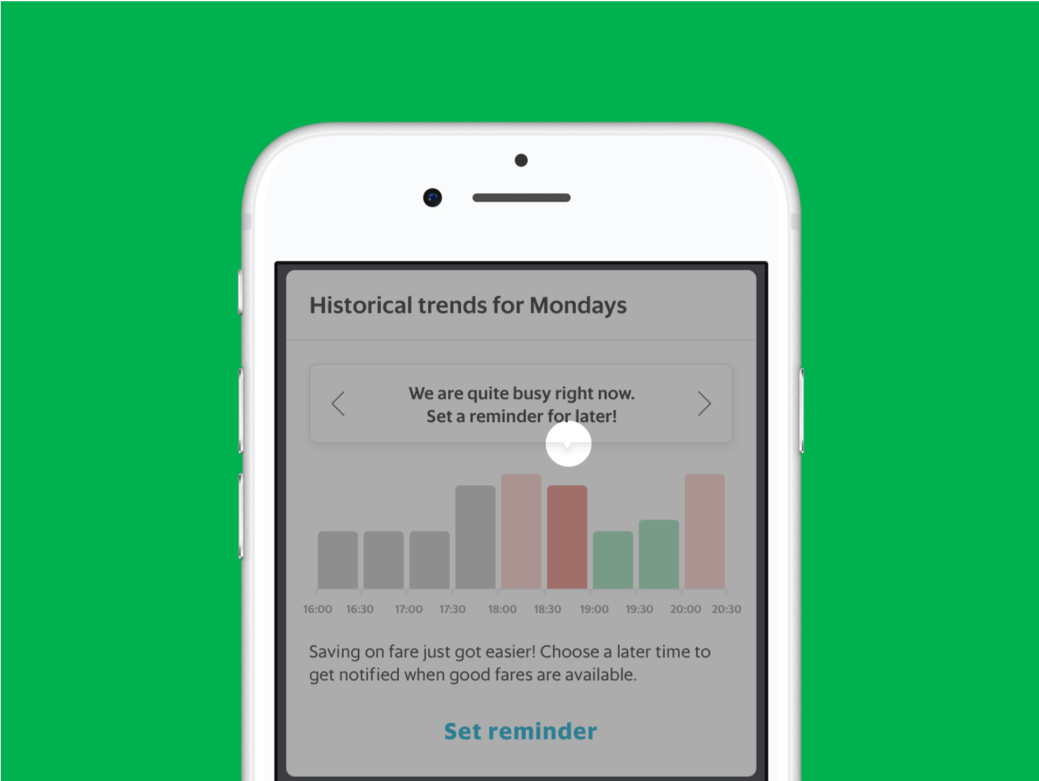 Historical trends for Mondays
We are quite busy right now.
Set a reminder for later!
16:00 16:30 17:00 17:30 18:00 18:30 19:00 19:30 20:00 20:30
Saving on fare just got easier! Choose a later time to
get notified when good fares are available.
Set reminder